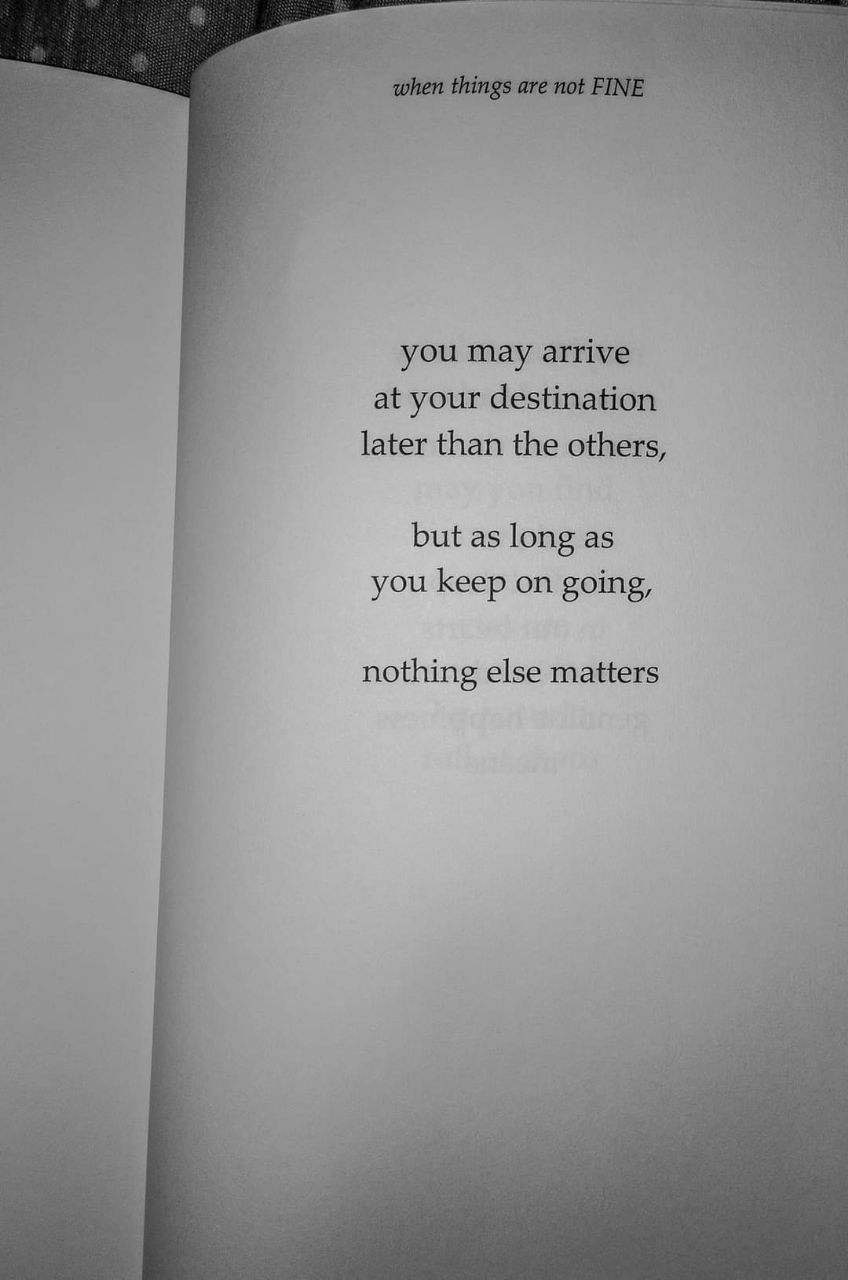 when things are not FINE
you may arrive
at your destination
later than the others,
but as long as
you keep on going,
nothing else matters